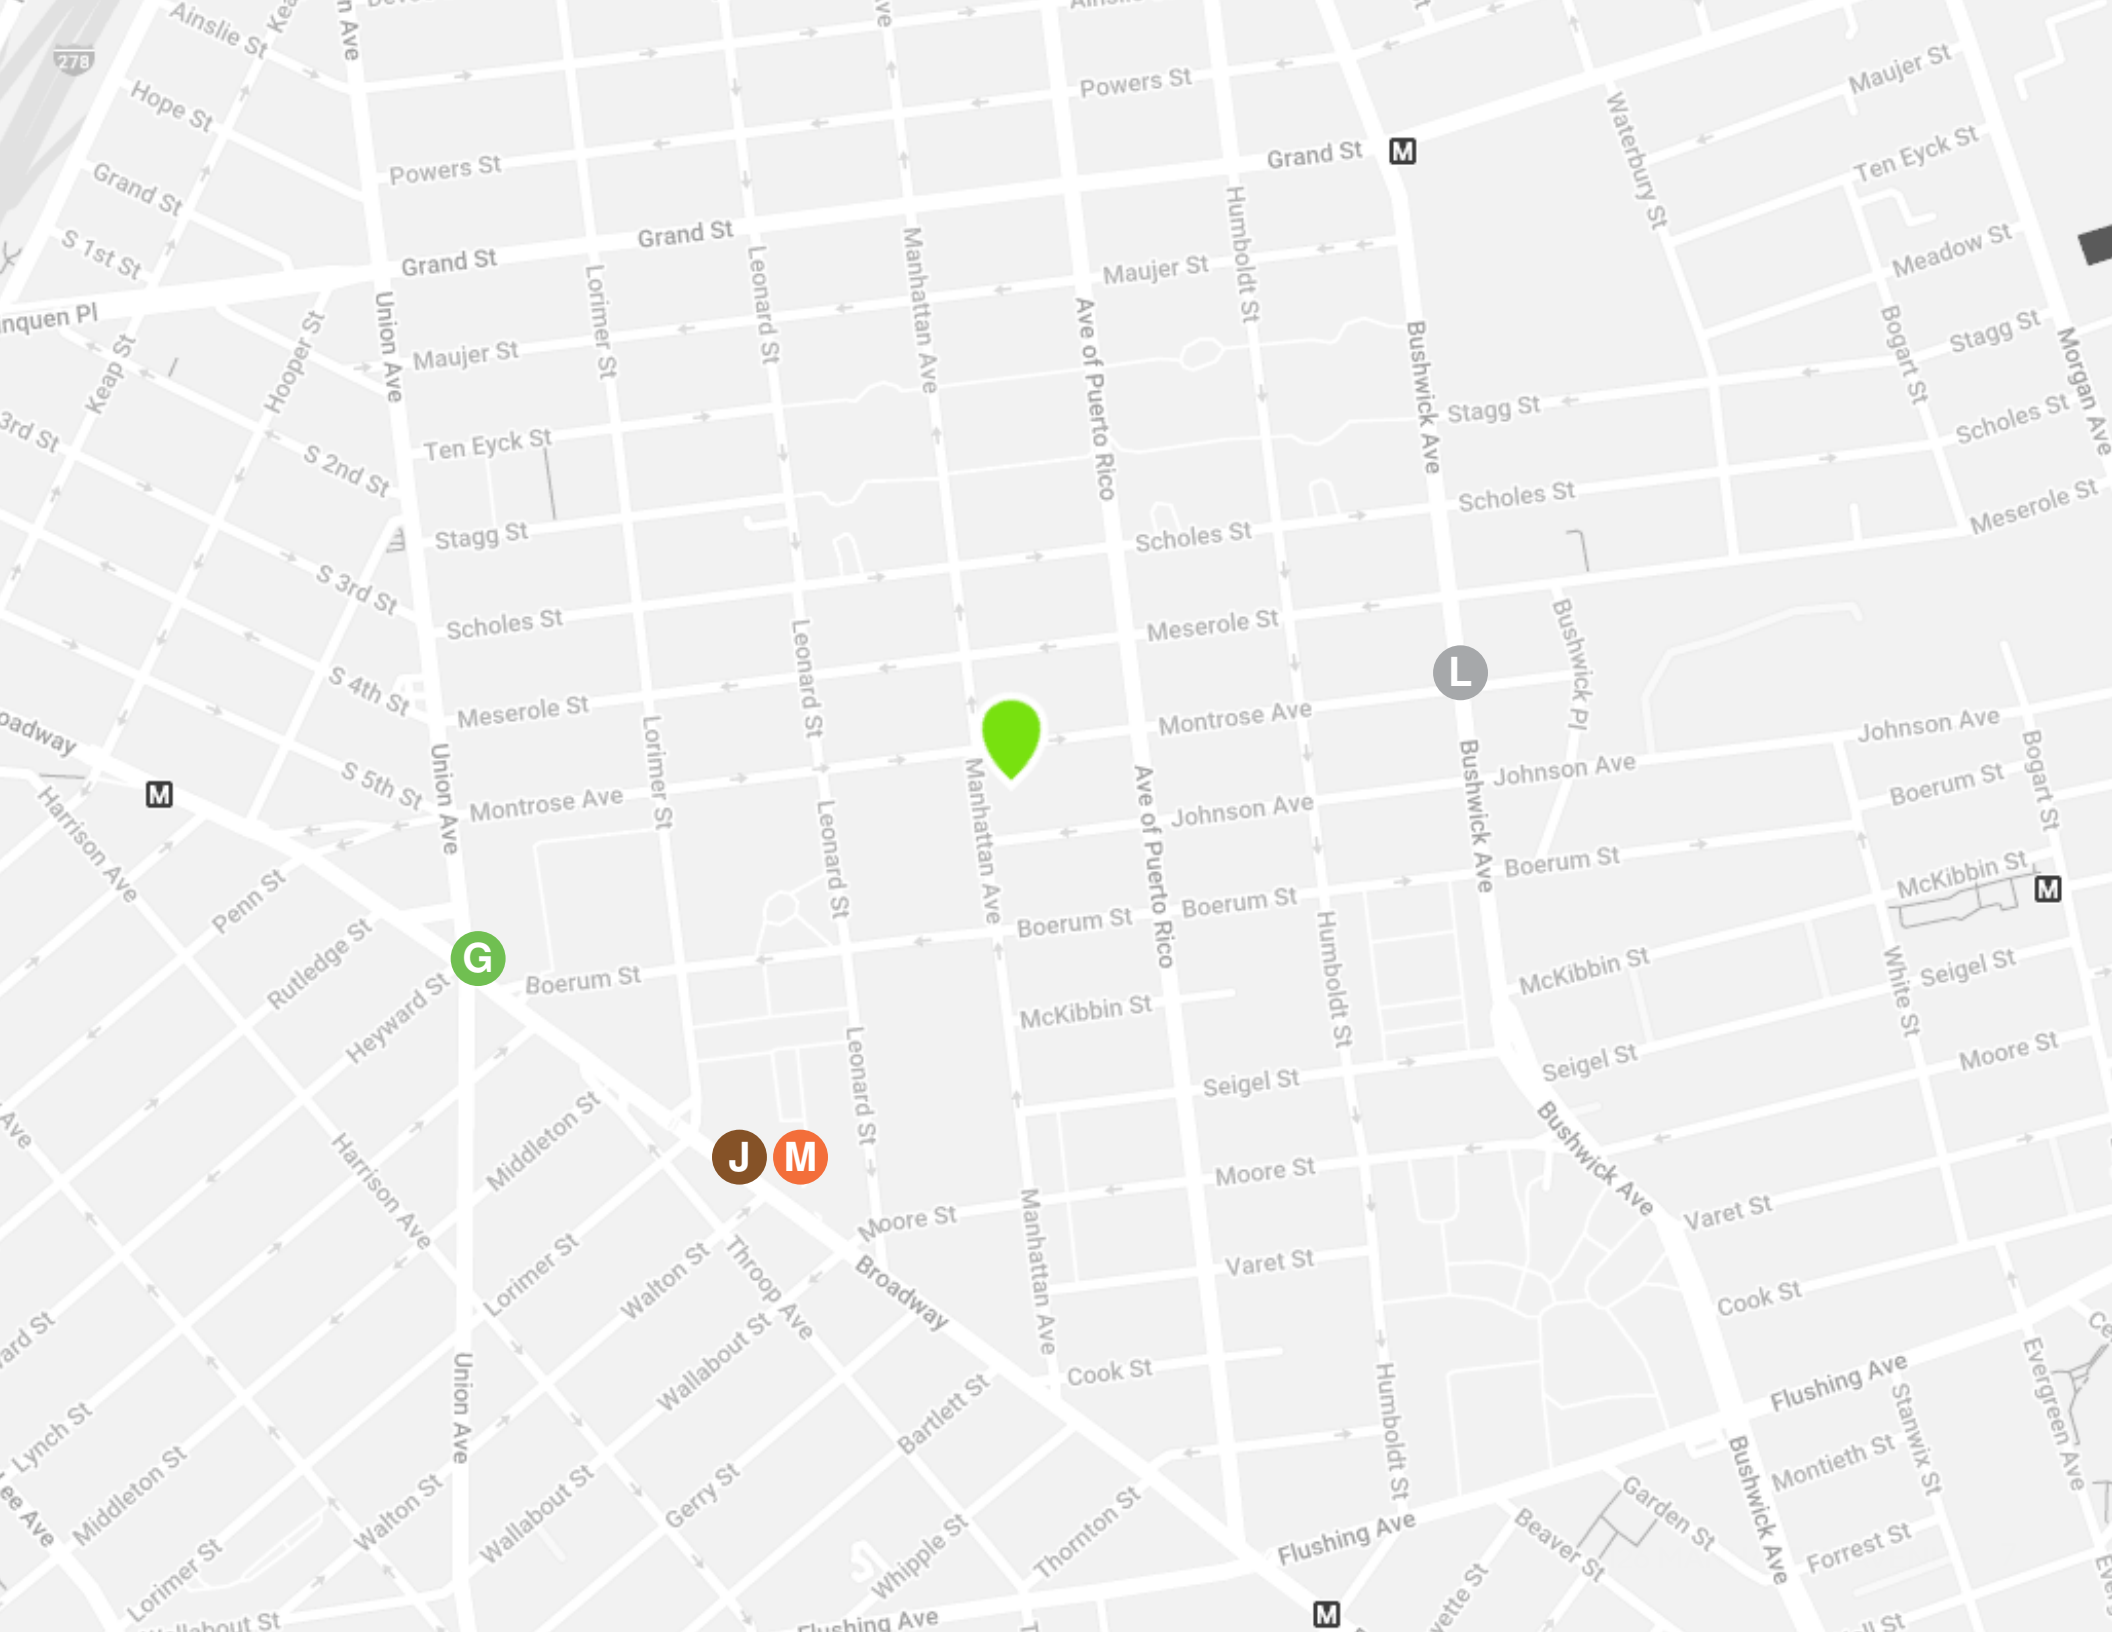 Ainslie St
278
Hope St
Powers St
Powers St
Maujer St
Grand St
Grand St
Grand St
Grand St
M
Waterbury St
Ten Eyck St
S 1st St
Humboldt St
Maujer St
Meadow St
Union Ave
Lorimer St
Leonard St
Manhattan Ave
Ave of Puerto Rico
Bushwick Ave
Bogart St
Morgan Ave
Stagg St
Keap St
Hooper St
Maujer St
Stagg St
Scholes St
3rd St
S 2nd St
Ten Eyck St
Scholes St
Meserole St
Stagg St
Scholes St
S 3rd St
Scholes St
Meserole St
Bushwick Pl
L
S 4th St
Meserole St
Leonard St
Lorimer St
Montrose Ave
Johnson Ave
Union Ave
S 5th St
Montrose Ave
Manhattan Ave
Ave of Puerto Rico
Johnson Ave
Bushwick Ave
Johnson Ave
Boerum St
Bogart St
M
Harrison Ave
Leonard St
Boerum St
Boerum St
Boerum St
McKibbin St
M
Penn St
Rutledge St
G
Heyward St
Boerum St
McKibbin St
Humboldt St
McKibbin St
White St
Seigel St
Leonard St
Seigel St
Seigel St
Moore St
Middleton St
Harrison Ave
J M
Moore St
Moore St
Bushwick Ave
Varet St
Lorimer St
Walton St
Throop Ave
Broadway
Manhattan Ave
Varet St
Cook St
Union Ave
Wallabout St
Cook St
Humboldt St
Flushing Ave
Evergreen Ave
Stanwix St
Lynch St
Bartlett St
Montieth St
Bushwick Ave
Middleton St
Walton St
Wallabout St
Gerry St
Whipple St
Thornton St
Flushing Ave
Beaver St
Garden St
Forrest St
Lorimer St
Flushing Ave
M